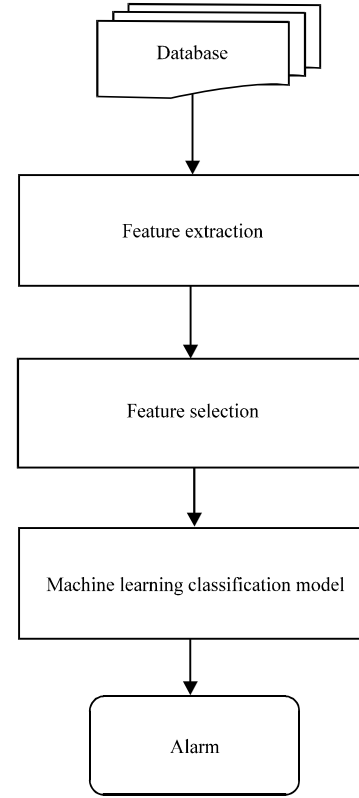 Database
Feature extraction
Feature selection
Machine learning classification model
Alarm